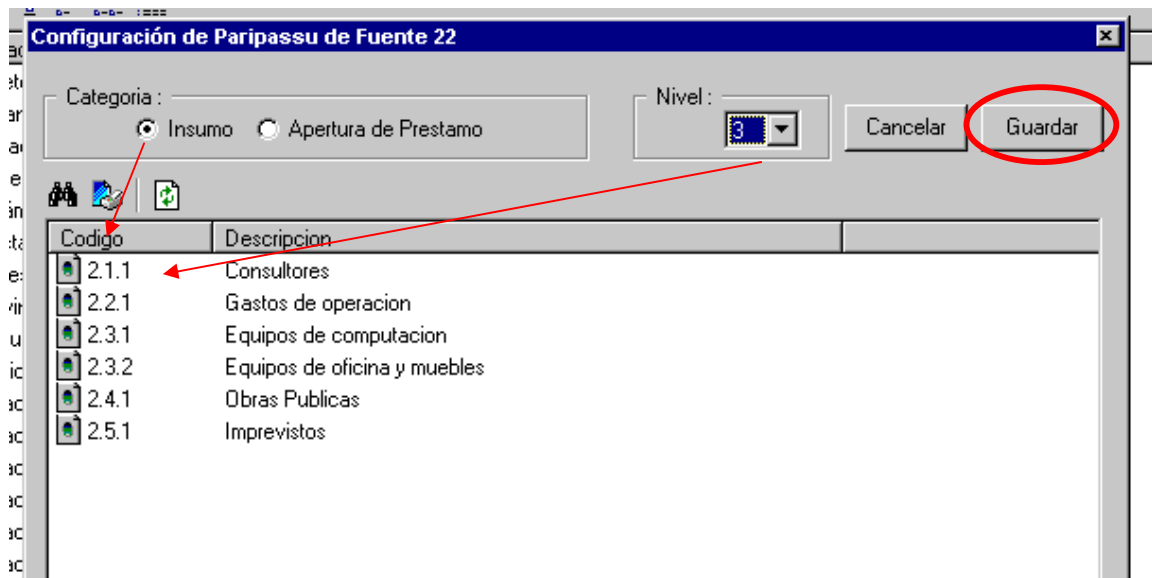 Configuración de Paripassu de Fuente 22
Categoria :
Nivel :
Insumo Apertura de Prestamo
3
Cancelar Guardar
Codigo Descripcion
2.1.1 Consultores
2.2.1 Gastos de operacion
2.3.1 Equipos de computacion
2.3.2 Equipos de oficina y muebles
2.4.1 Obras Publicas
2.5.1 Imprevistos